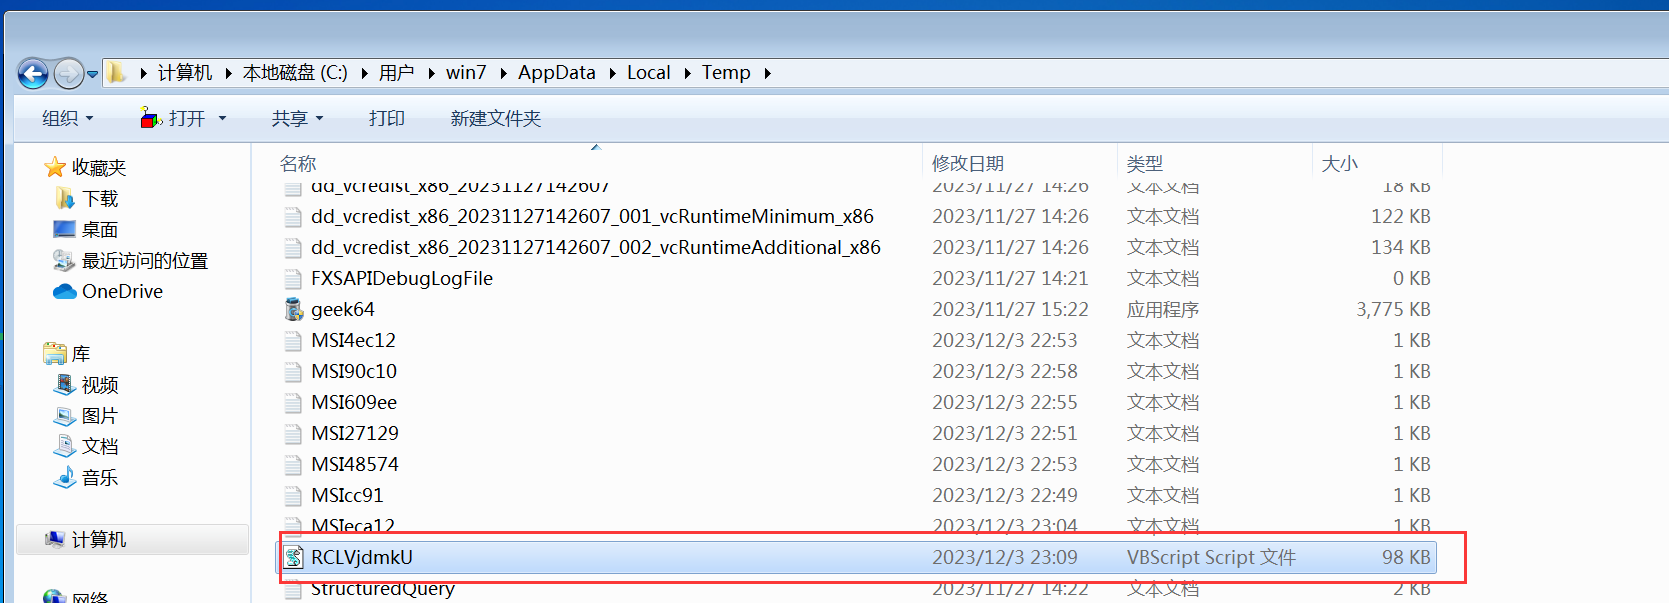 计算机 本地磁盘 (C:) 用户 win7 AppData Local Temp
组织 打开 共享 打印 新建文件夹
名称 修改日期 类型 大小
收藏夹
下载
桌面
最近访问的位置
OneDrive
库
视频
图片
文档
音乐
计算机
网络
dd_vcredist_x86_20231127142607 2023/11/27 14:26 文本文档 18 KB
dd_vcredist_x86_20231127142607_001_vcRuntimeMinimum_x86 2023/11/27 14:26 文本文档 122 KB
dd_vcredist_x86_20231127142607_002_vcRuntimeAdditional_x86 2023/11/27 14:26 文本文档 134 KB
FXSAPIDebugLogFile 2023/11/27 14:21 文本文档 0 KB
geek64 2023/11/27 15:22 应用程序 3,775 KB
MSI4ec12 2023/12/3 22:53 文本文档 1 KB
MSI90c10 2023/12/3 22:58 文本文档 1 KB
MSI609ee 2023/12/3 22:55 文本文档 1 KB
MSI27129 2023/12/3 22:51 文本文档 1 KB
MSI48574 2023/12/3 22:53 文本文档 1 KB
MSIcc91 2023/12/3 22:49 文本文档 1 KB
MSIeca12 2023/12/3 23:04 文本文档 1 KB
RCLVjdmkU 2023/12/3 23:09 VBScript Script 文件 98 KB
StructuredQuery 2023/11/27 14:22 文本文档 2 KB